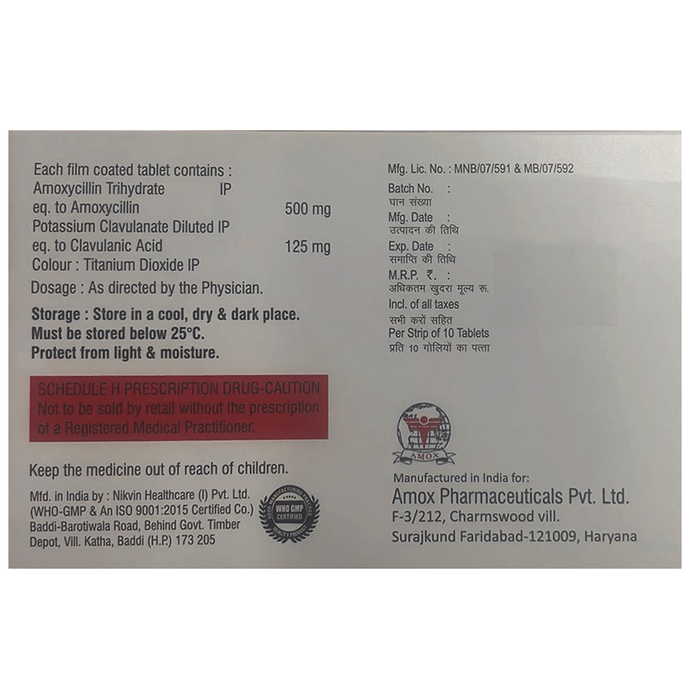 Each film coated tablet contains :
Amoxycillin Trihydrate IP
eq. to Amoxycillin 500 mg
Potassium Clavulanate Diluted IP
eq. to Clavulanic Acid 125 mg
Colour : Titanium Dioxide IP
Dosage : As directed by the Physician.
Storage : Store in a cool, dry & dark place.
Must be stored below 25°C.
Protect from light & moisture.
SCHEDULE H PRESCRIPTION DRUG-CAUTION
Not to be sold by retail without the prescription
of a Registered Medical Practitioner.
Keep the medicine out of reach of children.
Mfd. in India by : Nikvin Healthcare (I) Pvt. Ltd.
(WHO-GMP & An ISO 9001:2015 Certified Co.)
Baddi-Barotiwala Road, Behind Govt. Timber
Depot, Vill. Katha, Baddi (H.P.) 173 205
WHO GMP
CERTIFIED
Mfg. Lic. No. : MNB/07/591 & MB/07/592
Batch No. :
घान संख्या
Mfg. Date :
उत्पादन की तिथि
Exp. Date :
समाप्ति की तिथि
M.R.P. ₹. :
अधिकतम खुदरा मूल्य रू.
Incl. of all taxes
सभी करों सहित
Per Strip of 10 Tablets
प्रति 10 गोलियों का पत्ता
AMOX
Manufactured in India for:
Amox Pharmaceuticals Pvt. Ltd.
F-3/212, Charmswood vill.
Surajkund Faridabad-121009, Haryana